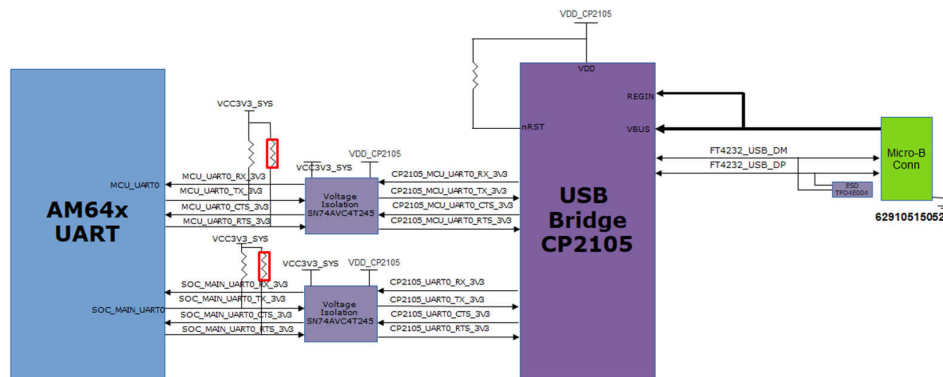 VDD_CP2105
VDD
REGIN
nRST
VBUS
VCC3V3_SYS
VDD_CP2105
VCC3V3_SYS
MCU_UART0
MCU_UART0_RX_3V3
MCU_UART0_TX_3V3
MCU_UART0_CTS_3V3
MCU_UART0_RTS_3V3
Voltage
Isolation
SN74AVC4T245
CP2105_MCU_UART0_RX_3V3
CP2105_MCU_UART0_TX_3V3
CP2105_MCU_UART0_CTS_3V3
CP2105_MCU_UART0_RTS_3V3
AM64x
UART
USB
Bridge
CP2105
FT4232_USB_DM
FT4232_USB_DP
Micro-B
Conn
ESD
TPD4E004
62910515052
VCC3V3_SYS
VDD_CP2105
VCC3V3_SYS
SOC_MAIN_UART0
SOC_MAIN_UART0_RX_3V3
SOC_MAIN_UART0_TX_3V3
SOC_MAIN_UART0_CTS_3V3
SOC_MAIN_UART0_RTS_3V3
Voltage
Isolation
SN74AVC4T245
CP2105_UART0_RX_3V3
CP2105_UART0_TX_3V3
CP2105_UART0_CTS_3V3
CP2105_UART0_RTS_3V3